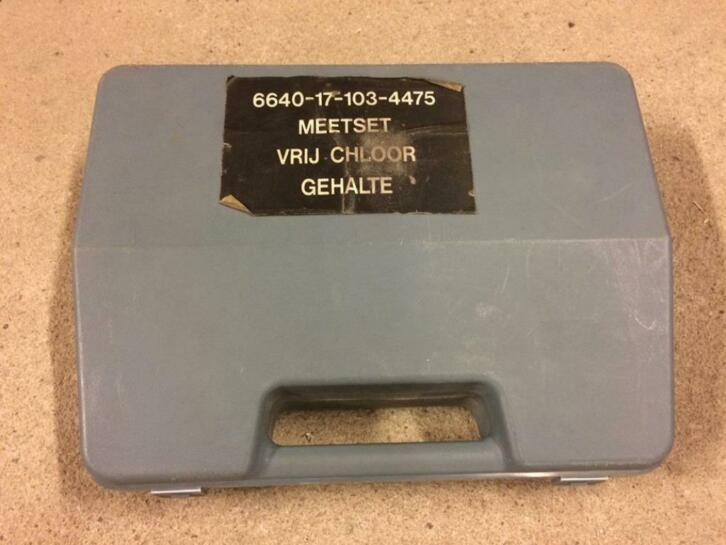 6640-17-103-4475
MEETSET
VRIJ CHLOOR
GEHALTE